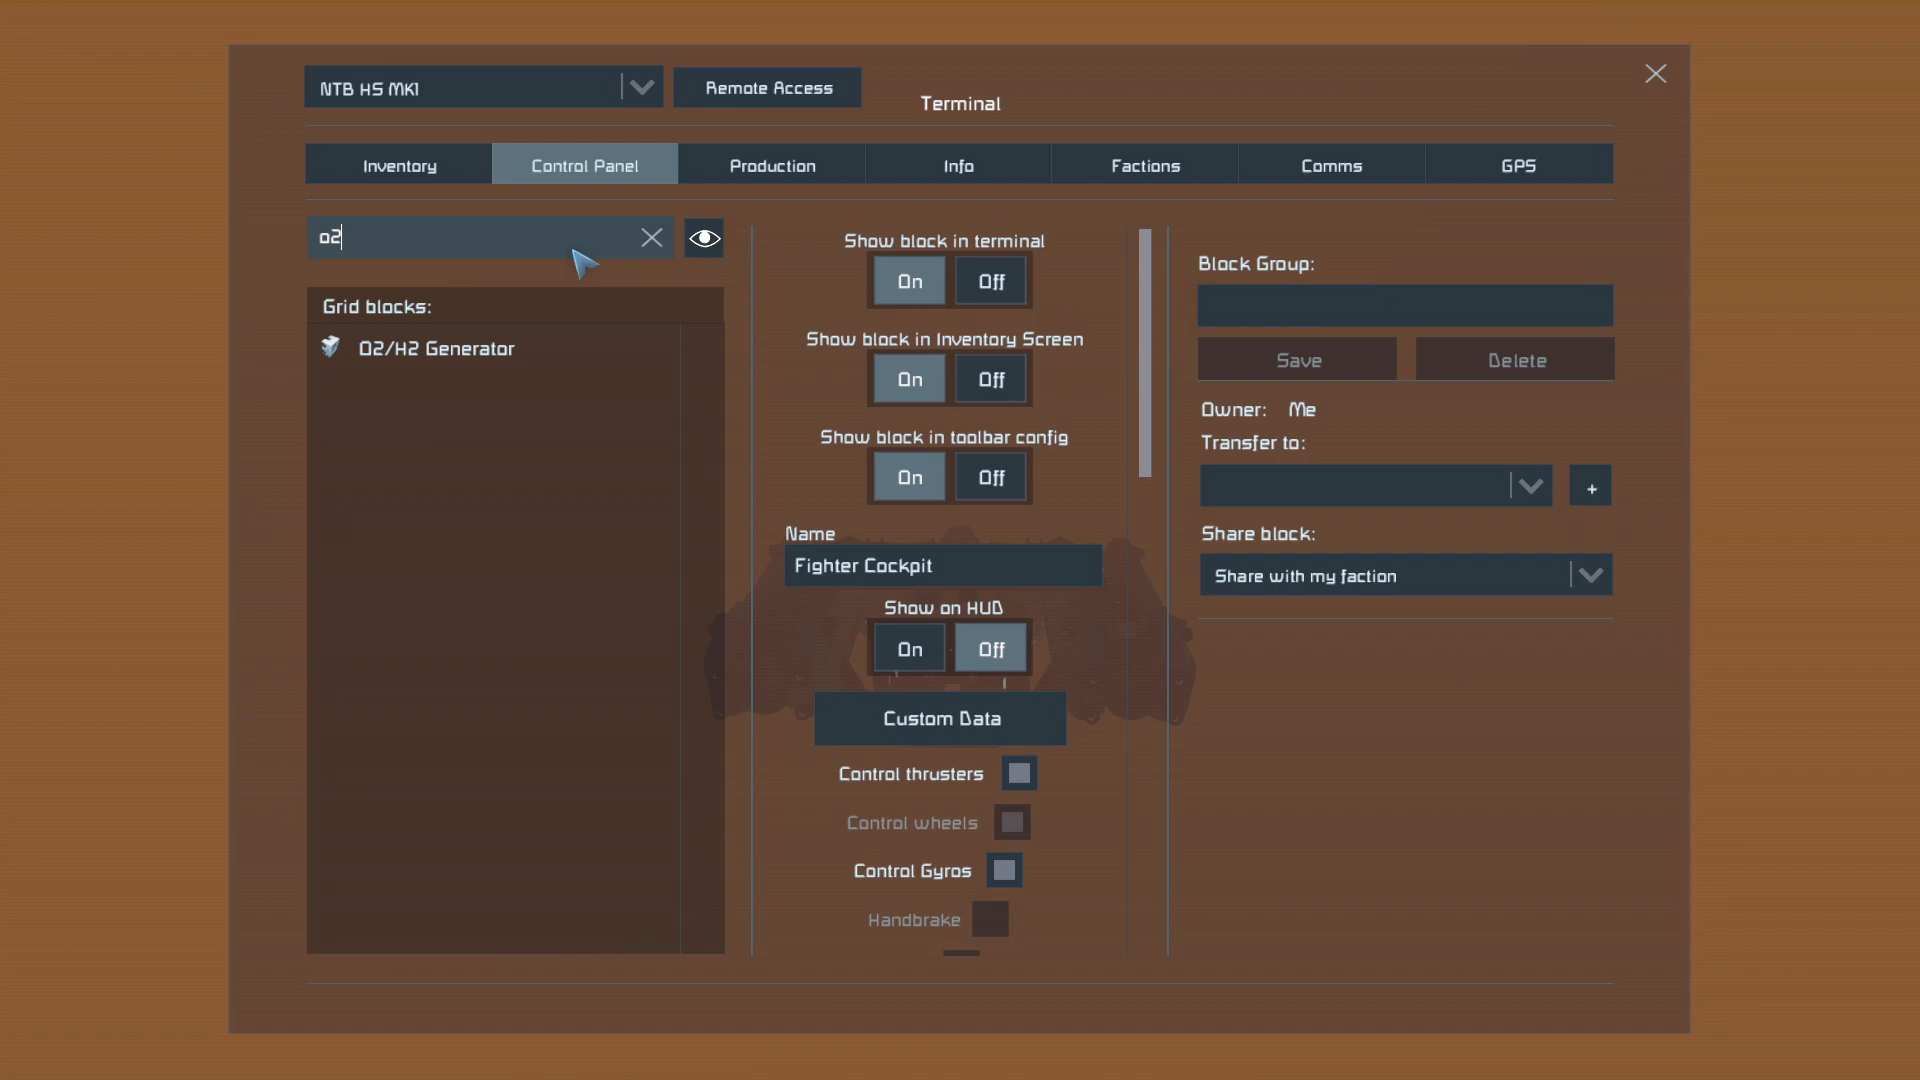 NTB HS MK1
Remote Access
Terminal
Inventory
Control Panel
Production
Info
Factions
Comms
GPS
o2
Grid blocks:
O2/H2 Generator
Show block in terminal
On Off
Show block in Inventory Screen
On Off
Show block in toolbar config
On Off
Name
Fighter Cockpit
Show on HUD
On Off
Custom Data
Control thrusters
Control wheels
Control Gyros
Handbrake
Block Group:
Save Delete
Owner: Me
Transfer to:
+
Share block:
Share with my faction